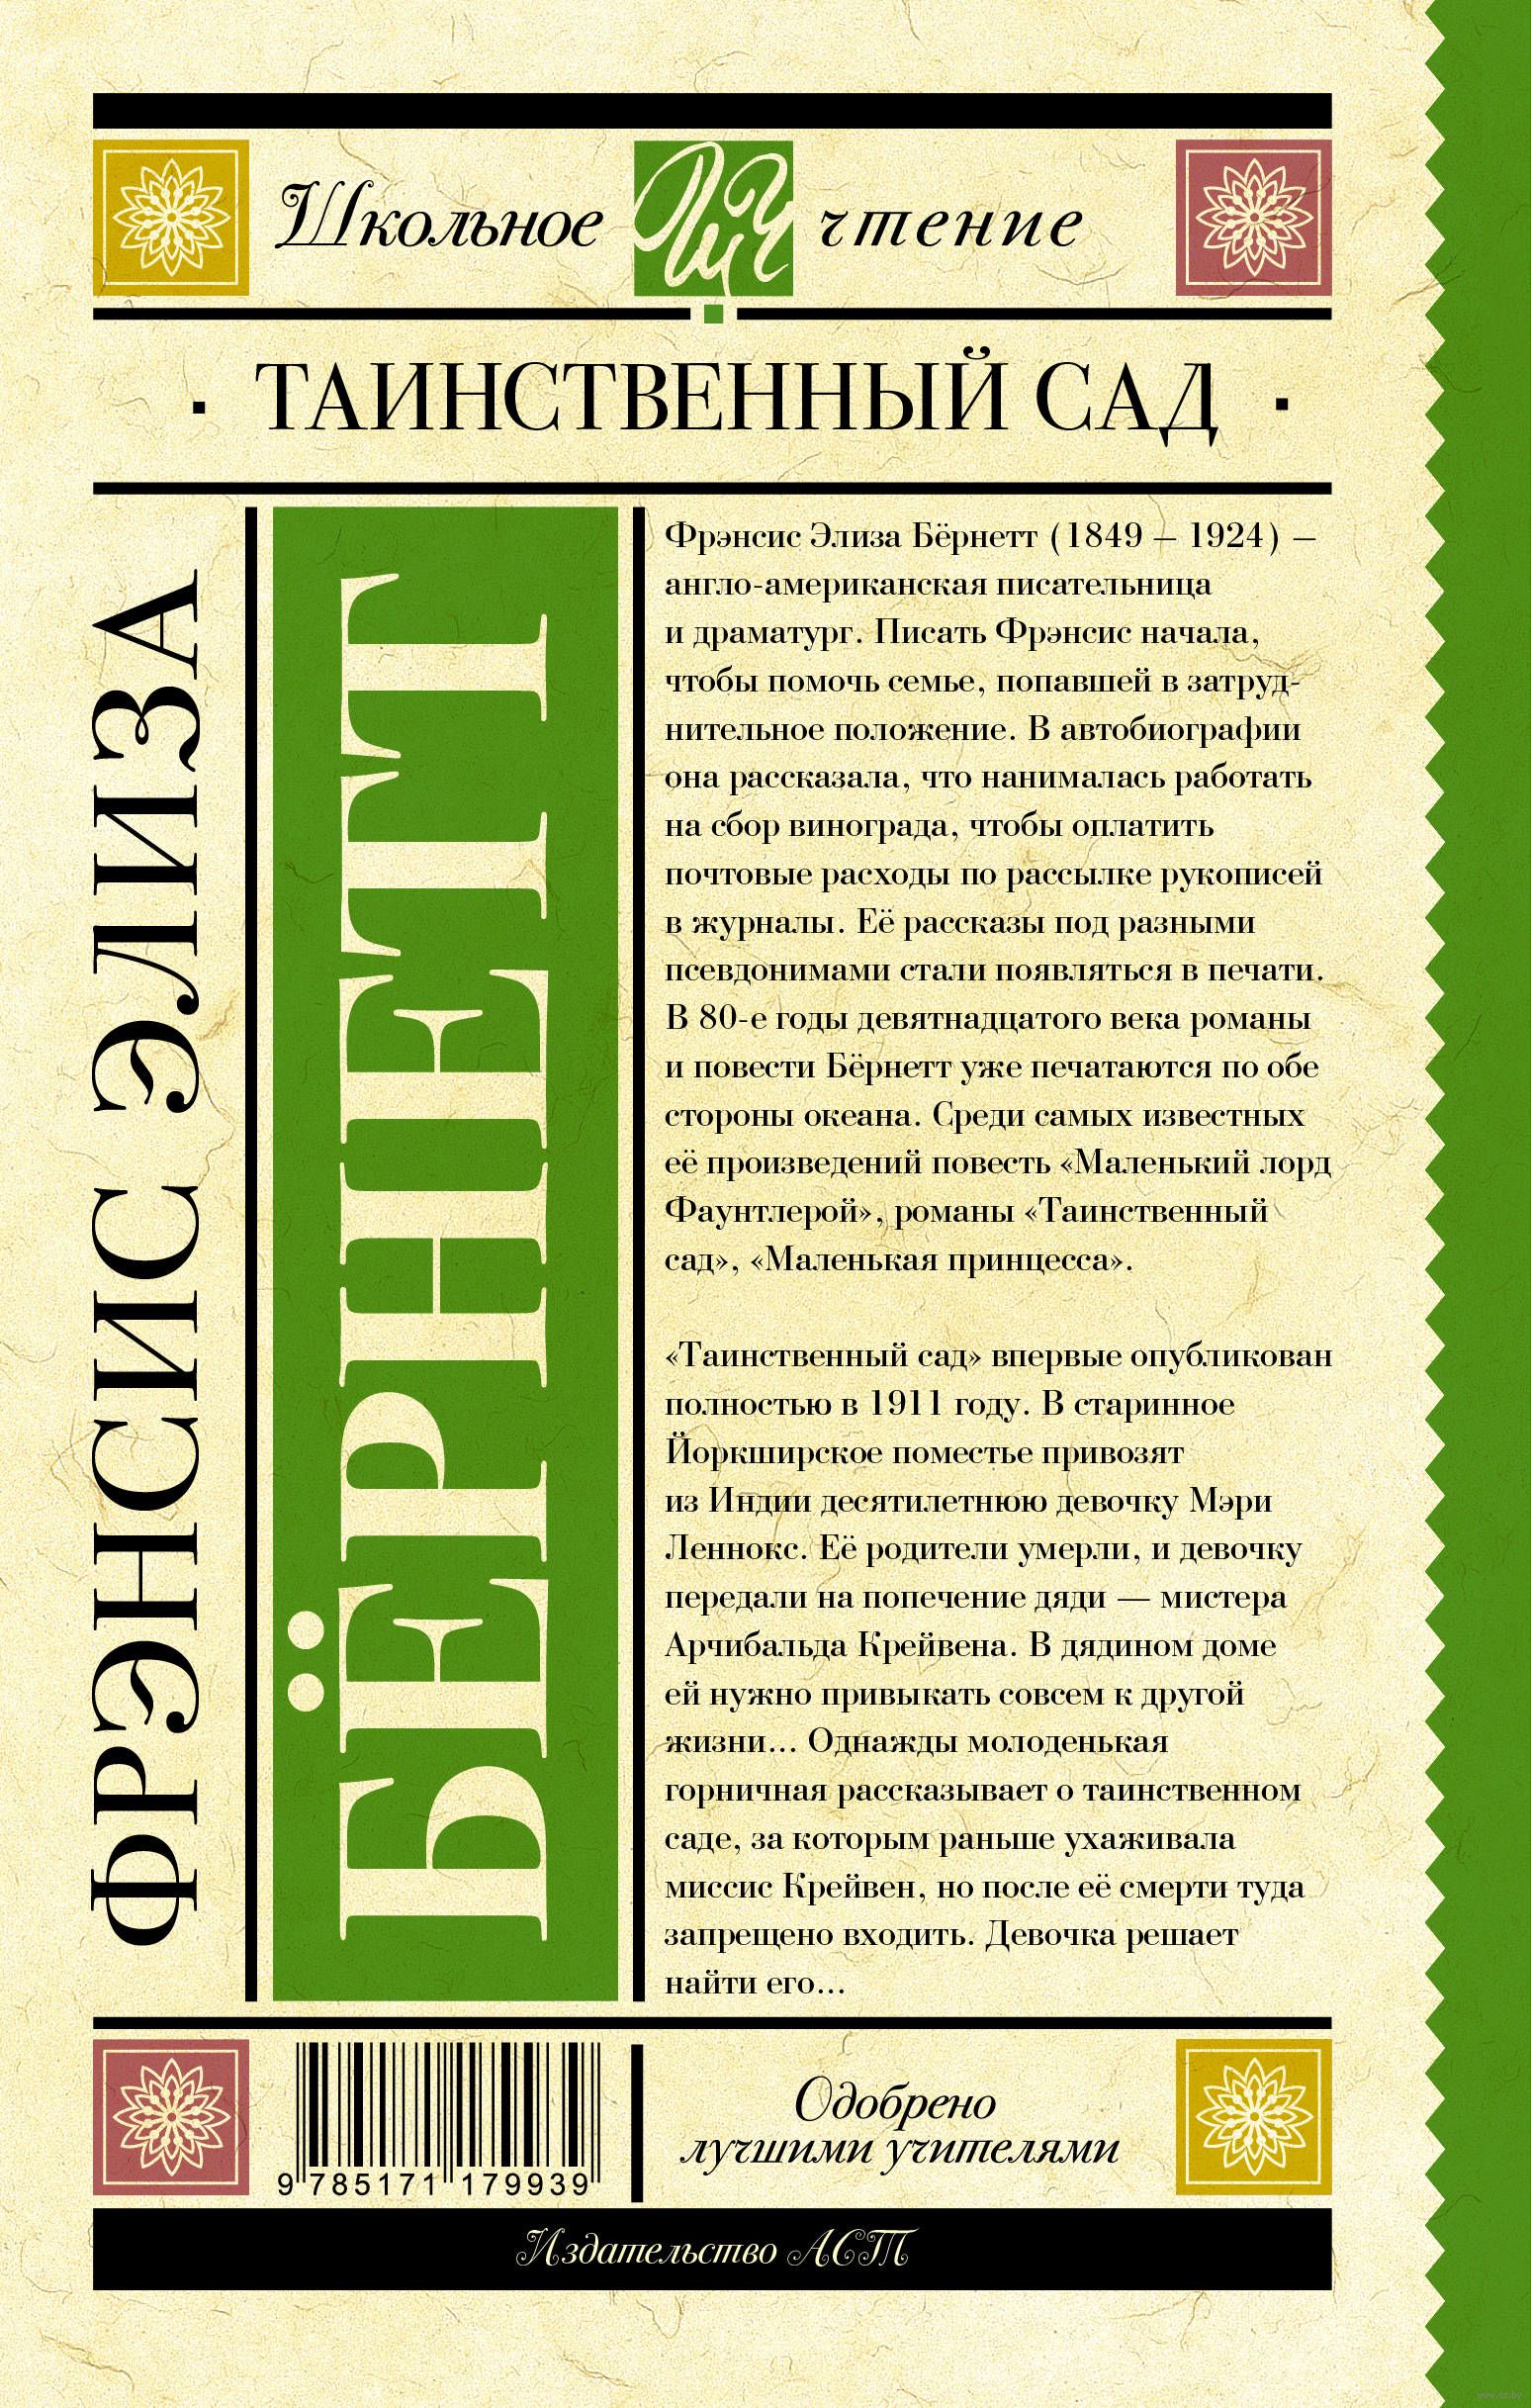 Школьное чтение
ТАИНСТВЕННЫЙ САД
ФРЭНСИС ЭЛИЗА
БЁРНЕТТ
Фрэнсис Элиза Бёрнетт (1849 – 1924) –
англо-американская писательница
и драматург. Писать Фрэнсис начала,
чтобы помочь семье, попавшей в затруд-
нительное положение. В автобиографии
она рассказала, что нанималась работать
на сбор винограда, чтобы оплатить
почтовые расходы по рассылке рукописей
в журналы. Её рассказы под разными
псевдонимами стали появляться в печати.
В 80-е годы девятнадцатого века романы
и повести Бёрнетт уже печатаются по обе
стороны океана. Среди самых известных
её произведений повесть «Маленький лорд
Фаунтлерой», романы «Таинственный
сад», «Маленькая принцесса».
«Таинственный сад» впервые опубликован
полностью в 1911 году. В старинное
Йоркширское поместье привозят
из Индии десятилетнюю девочку Мэри
Леннокс. Её родители умерли, и девочку
передали на попечение дяди — мистера
Арчибальда Крейвена. В дядином доме
ей нужно привыкать совсем к другой
жизни... Однажды молоденькая
горничная рассказывает о таинственном
саде, за которым раньше ухаживала
миссис Крейвен, но после её смерти туда
запрещено входить. Девочка решает
найти его...
9 785171 179939
Одобрено
лучшими учителями
Издательство АСТ